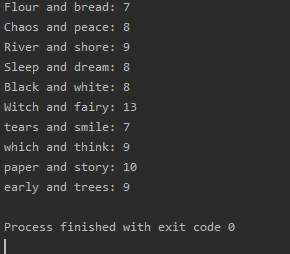 Flour and bread: 7
Chaos and peace: 8
River and shore: 9
Sleep and dream: 8
Black and white: 8
Witch and fairy: 13
tears and smile: 7
which and think: 9
paper and story: 10
early and trees: 9
Process finished with exit code 0